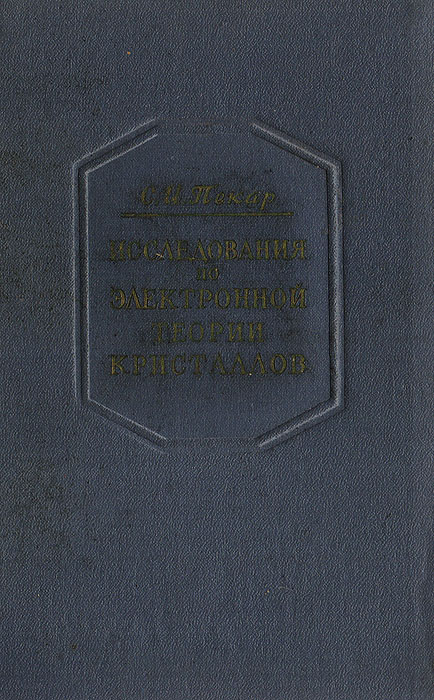 С. И. Пекар
ИССЛЕДОВАНИЯ
ПО
ЭЛЕКТРОННОЙ
ТЕОРИИ
КРИСТАЛЛОВ